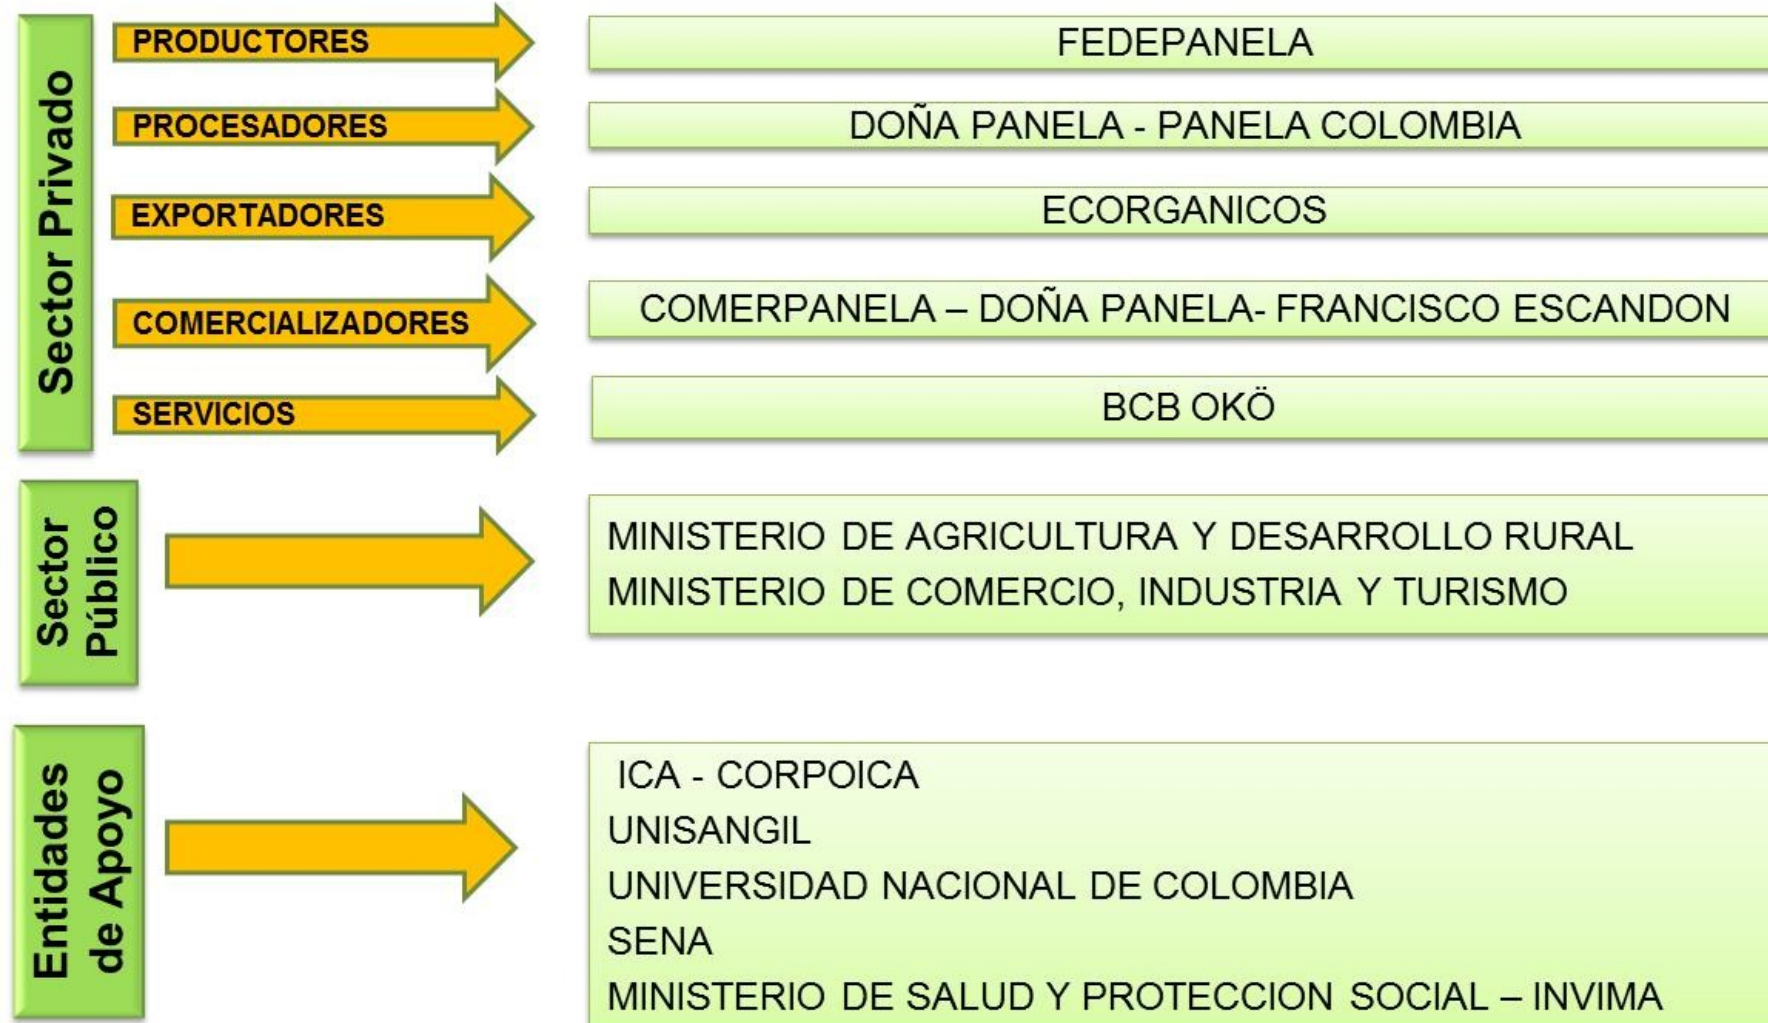 Sector Privado
PRODUCTORES
FEDEPANELA
PROCESADORES
DOÑA PANELA - PANELA COLOMBIA
EXPORTADORES
ECORGANICOS
COMERCIALIZADORES
COMERPANELA – DOÑA PANELA- FRANCISCO ESCANDON
SERVICIOS
BCB OKÖ
Sector
Público
MINISTERIO DE AGRICULTURA Y DESARROLLO RURAL
MINISTERIO DE COMERCIO, INDUSTRIA Y TURISMO
Entidades
de Apoyo
ICA - CORPOICA
UNISANGIL
UNIVERSIDAD NACIONAL DE COLOMBIA
SENA
MINISTERIO DE SALUD Y PROTECCION SOCIAL – INVIMA